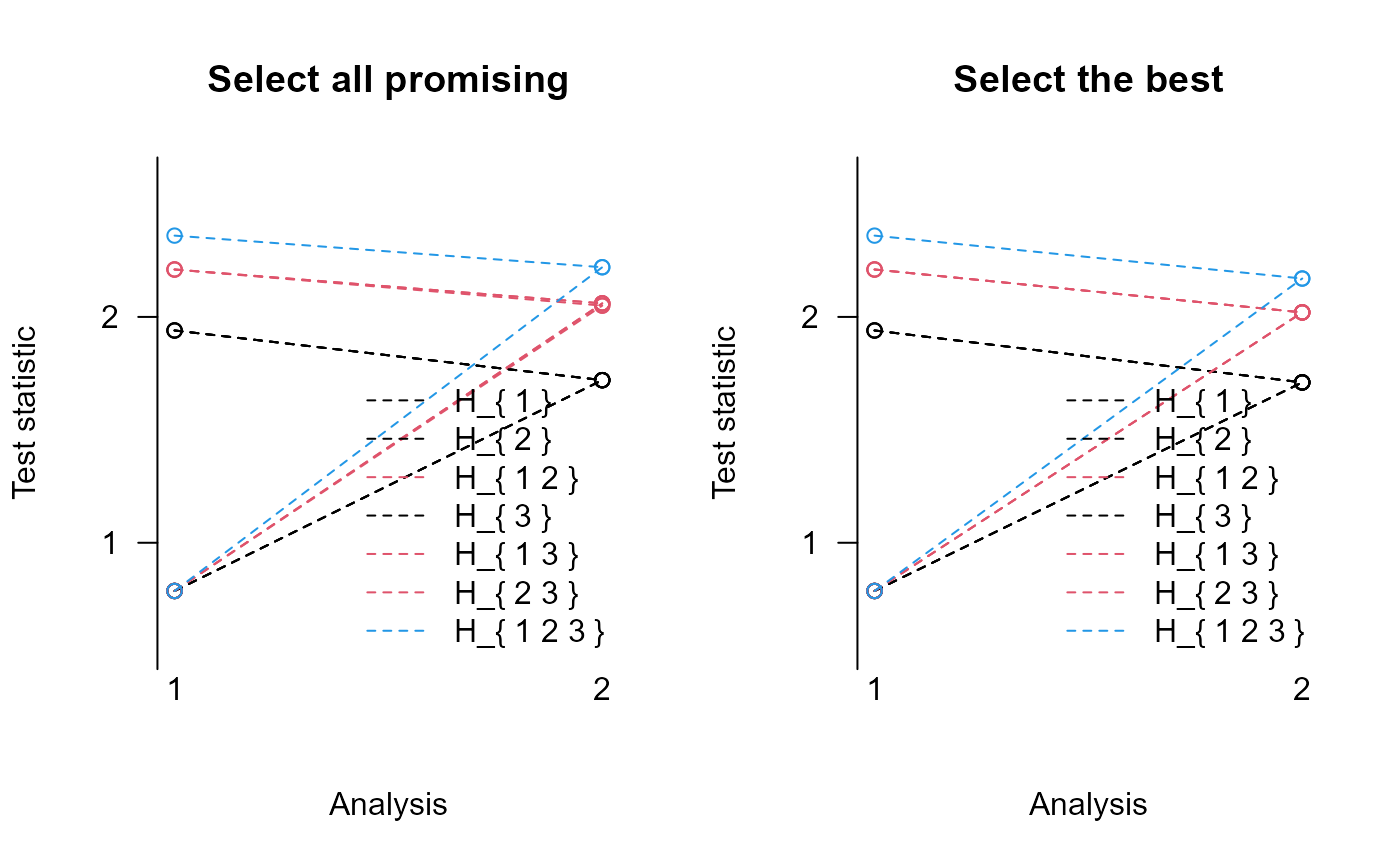 Select all promising
Test statistic
2
1
H_{ 1 }
H_{ 2 }
H_{ 1 2 }
H_{ 3 }
H_{ 1 3 }
H_{ 2 3 }
H_{ 1 2 3 }
1
2
Analysis
Select the best
Test statistic
2
1
H_{ 1 }
H_{ 2 }
H_{ 1 2 }
H_{ 3 }
H_{ 1 3 }
H_{ 2 3 }
H_{ 1 2 3 }
1
2
Analysis